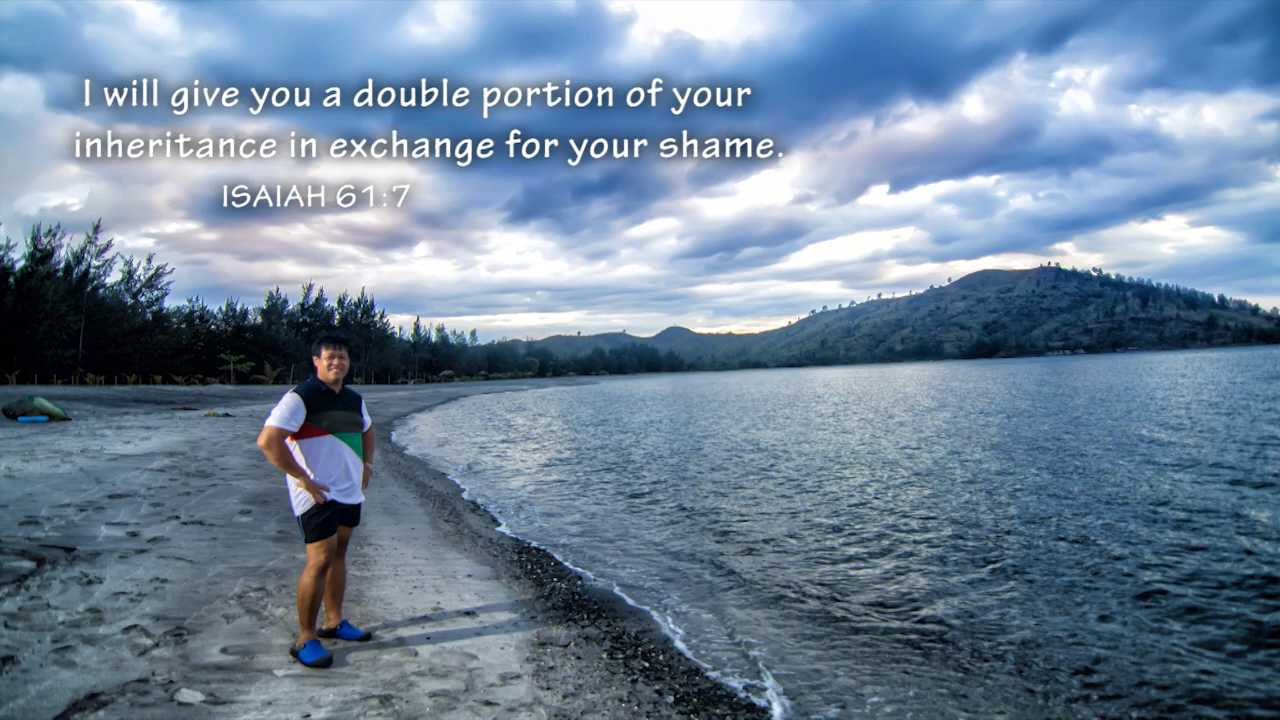 I will give you a double portion of your
inheritance in exchange for your shame.
ISAIAH 61:7